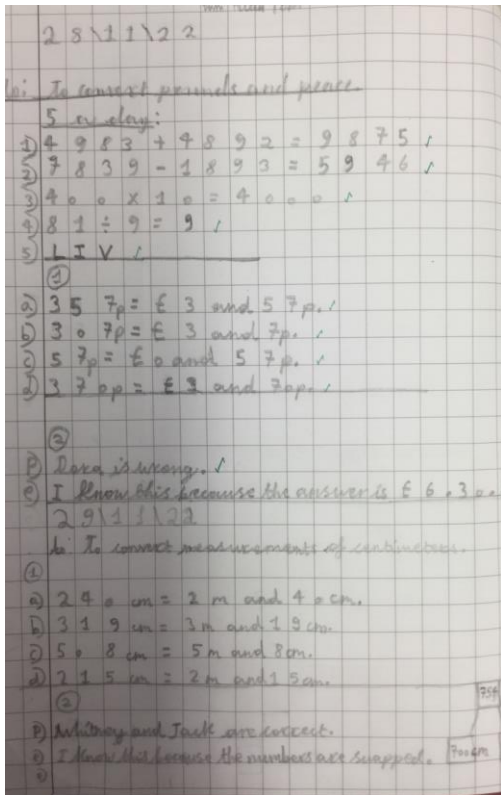 28\11\22
Lo: To convert pounds and pence.
5 a day:
1) 4983 + 4892 = 9875 ✓
2) 7839 - 1893 = 5946 ✓
3) 400 x 10 = 4000 ✓
4) 81 ÷ 9 = 9 ✓
5) LIV ✓
①
a) 357p = £3 and 57p. ✓
b) 307p = £3 and 7p. ✓
c) 57p = £0 and 57p. ✓
d) 370p = £3 and 70p. ✓
②
P) Dora is wrong. ✓
E) I know this because the answer is £6.30.
29\11\22
Lo: To convert measurements of centimeters.
①
a) 240 cm = 2 m and 40cm.
b) 319 cm = 3m and 19cm.
c) 508 cm = 5m and 8cm.
d) 215 cm = 2m and 15cm.
②
P) Whitney and Jack are correct.
E) I know this because the numbers are swapped.